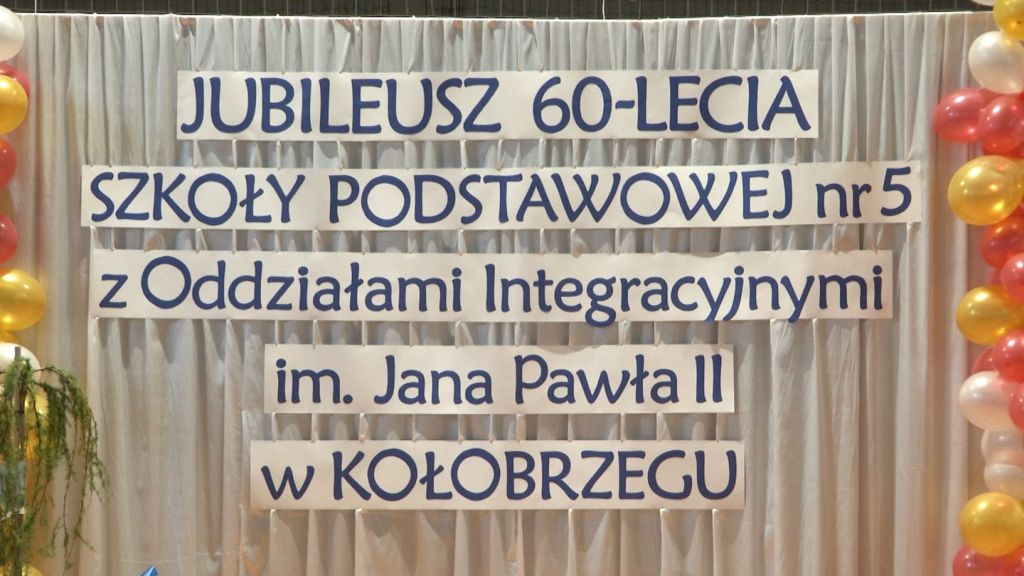 JUBILEUSZ 60-LECIA
SZKOŁY PODSTAWOWEJ nr 5
z Oddziałami Integracyjnymi
im. Jana Pawła II
w KOŁOBRZEGU